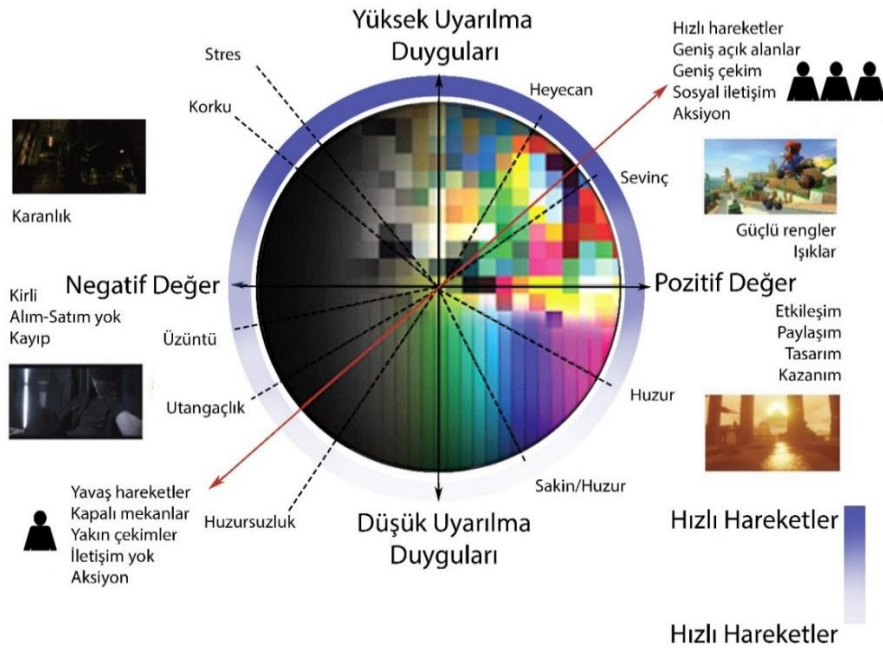 Yüksek Uyarılma
Duyguları
Stres
Korku
Heyecan
Sevinç
Hızlı hareketler
Geniş açık alanlar
Geniş çekim
Sosyal iletişim
Aksiyon
Karanlık
Güçlü renkler
Işıklar
Negatif Değer
Pozitif Değer
Kirli
Alım-Satım yok
Kayıp
Üzüntü
Utangaçlık
Huzursuzluk
Etkileşim
Paylaşım
Tasarım
Kazanım
Huzur
Sakin/Huzur
Yavaş hareketler
Kapalı mekanlar
Yakın çekimler
İletişim yok
Aksiyon
Düşük Uyarılma
Duyguları
Hızlı Hareketler
Hızlı Hareketler